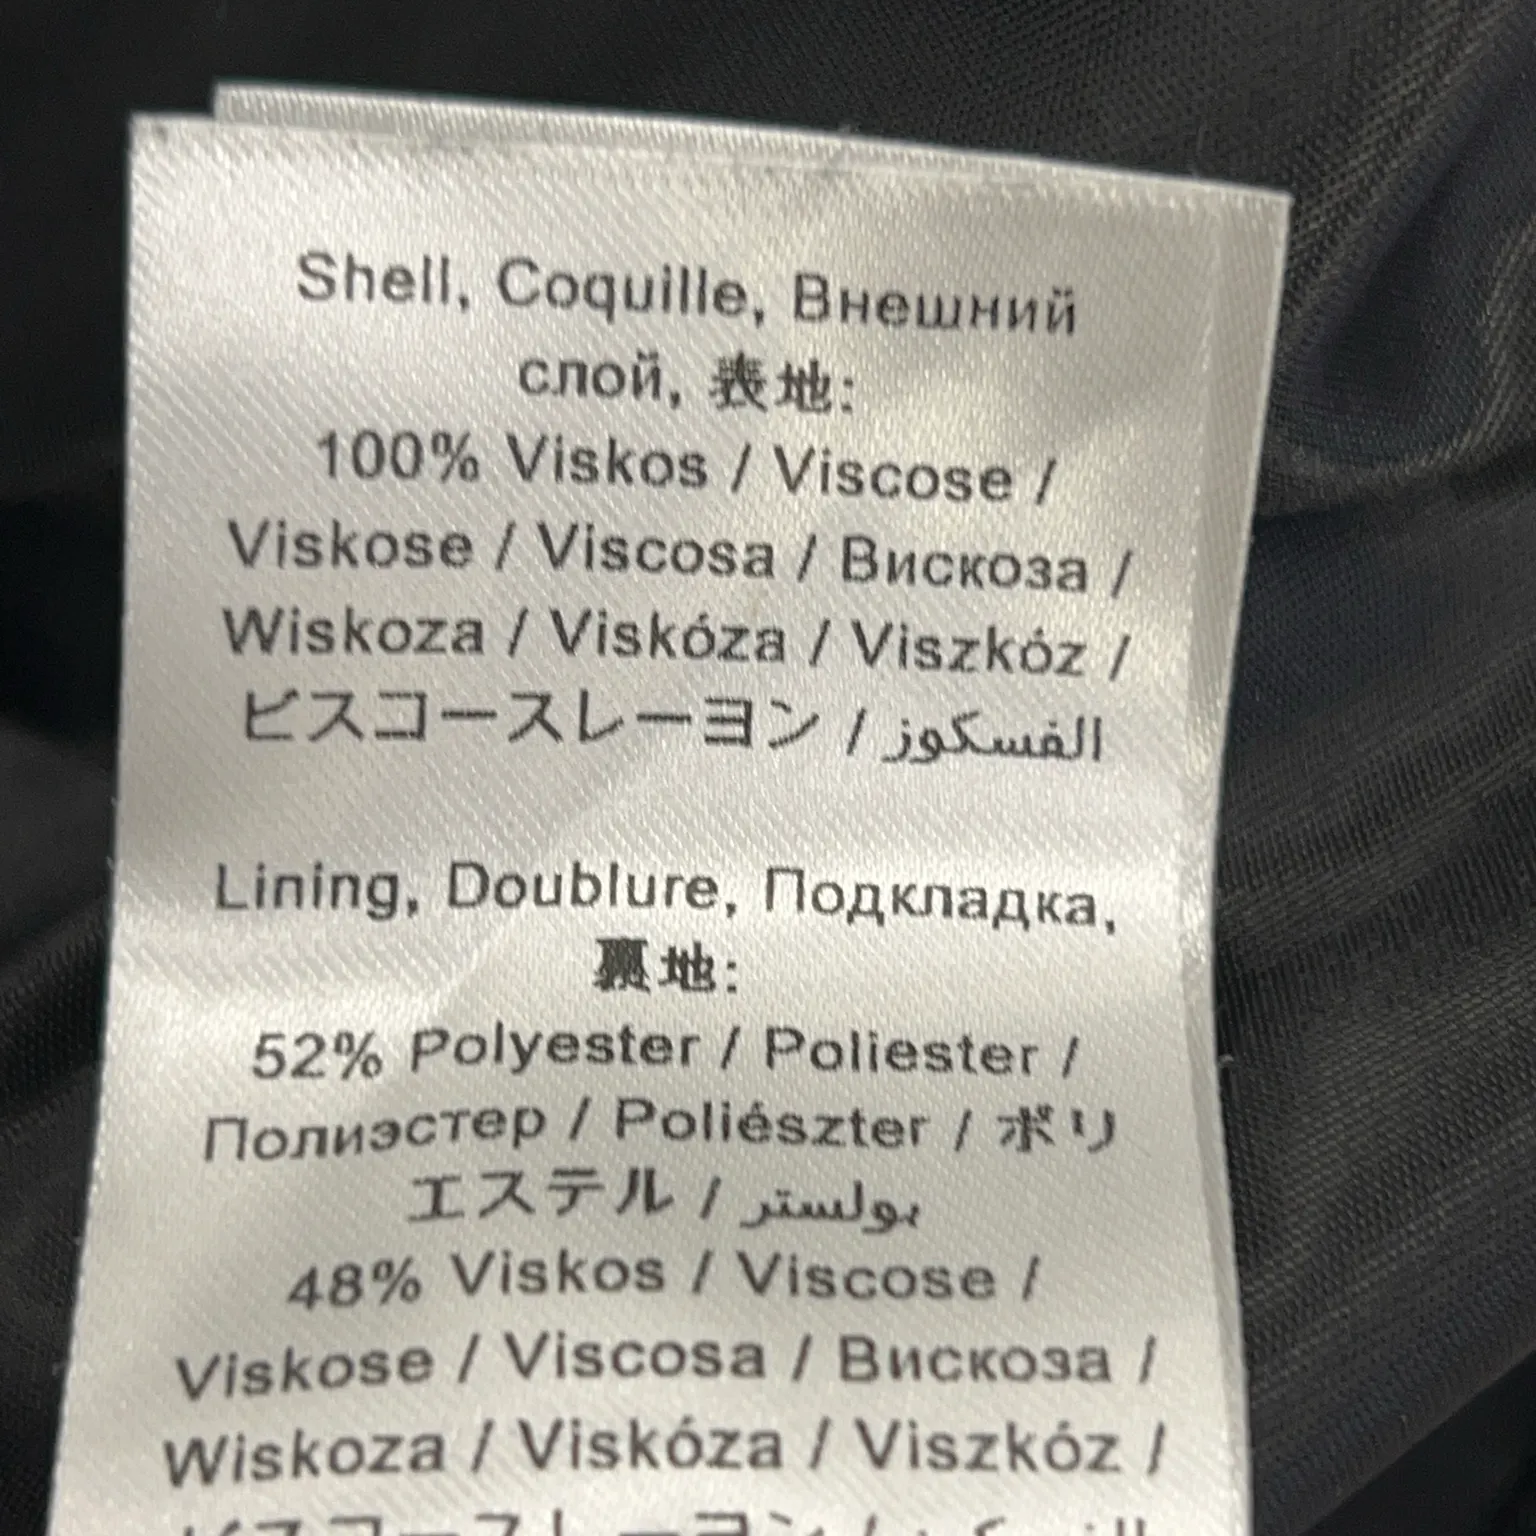 Shell, Coquille, Внешний
слой, 表地:
100% Viskos / Viscose /
Viskose / Viscosa / Вискоза /
Wiskoza / Viskóza / Viszkóz /
ビスコースレーヨン / الفسكوز
Lining, Doublure, Подкладка,
裏地:
52% Polyester / Poliester /
Полиэстер / Poliészter / ポリ
エステル / بولستر
48% Viskos / Viscose /
Viskose / Viscosa / Вискоза /
Wiskoza / Viskóza / Viszkóz /